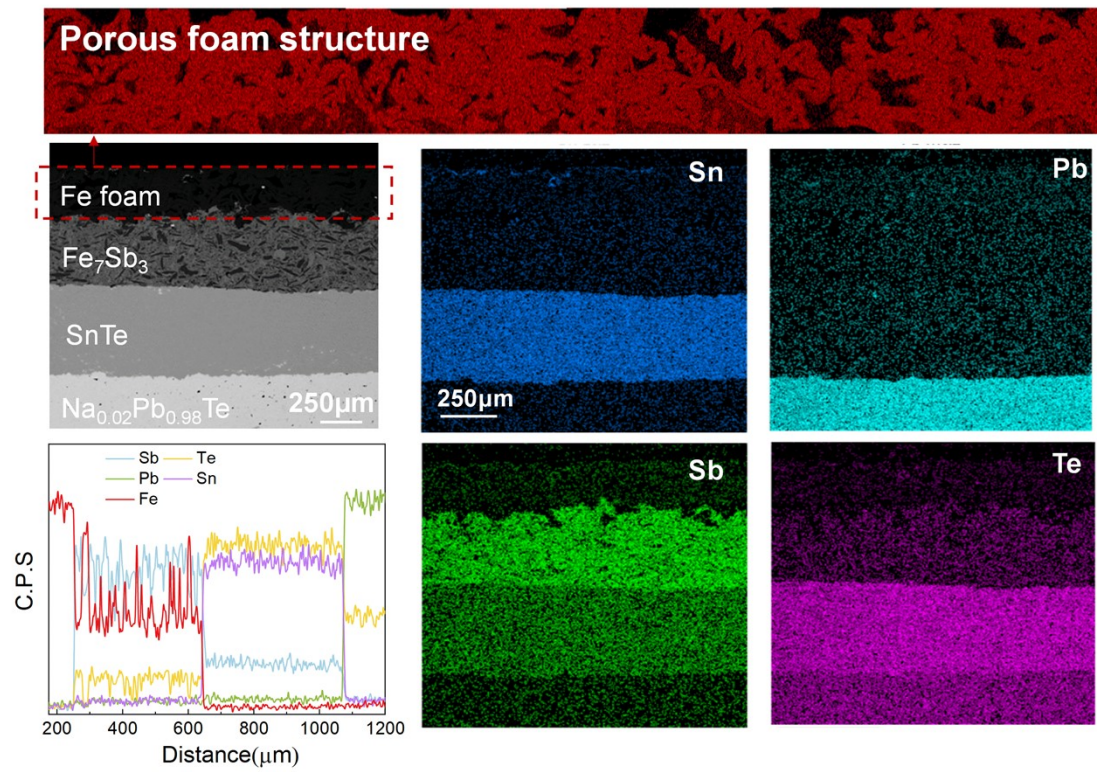 Porous foam structure
Fe foam
Fe₇Sb₃
SnTe
Na₀.₀₂Pb₀.₉₈Te
250μm
Sn
250μm
Pb
Sb
Te
Sb Te
Pb Sn
Fe
C.P.S
200 400 600 800 1000 1200
Distance(μm)